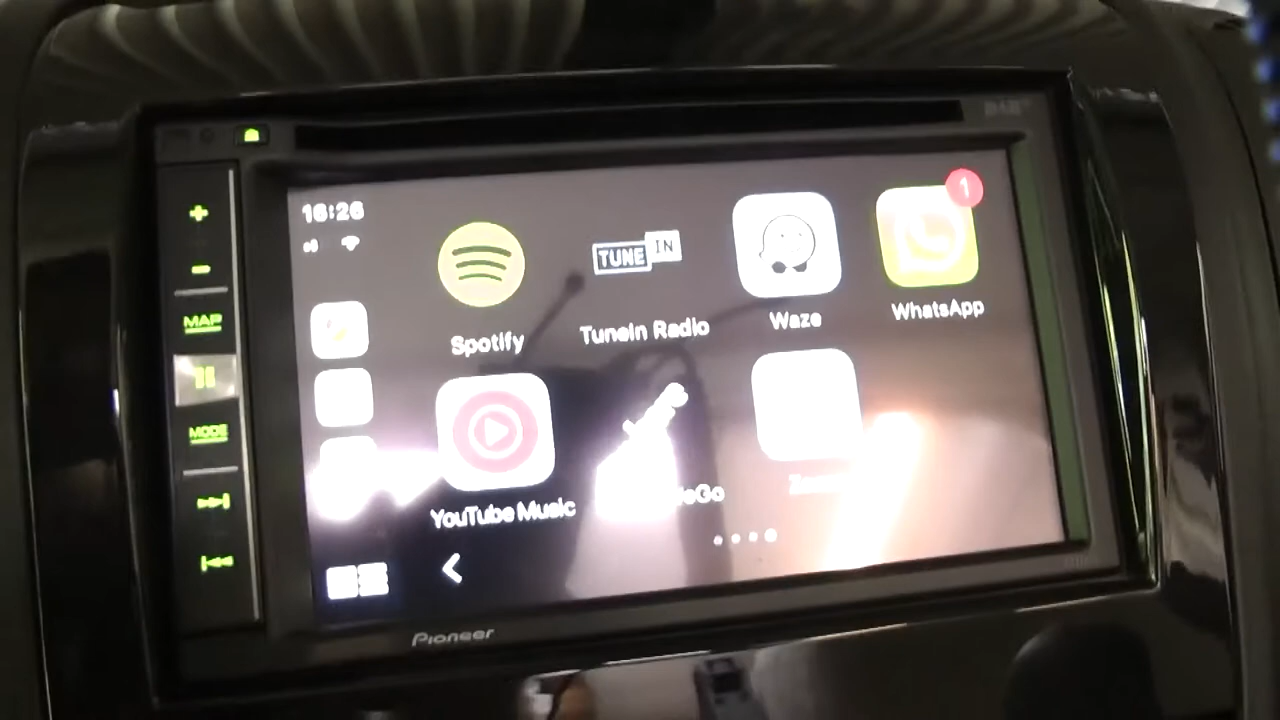 16:26
Spotify
TUNE IN
TuneIn Radio
Waze
1
WhatsApp
MAP
MODE
YouTube Music
Pioneer